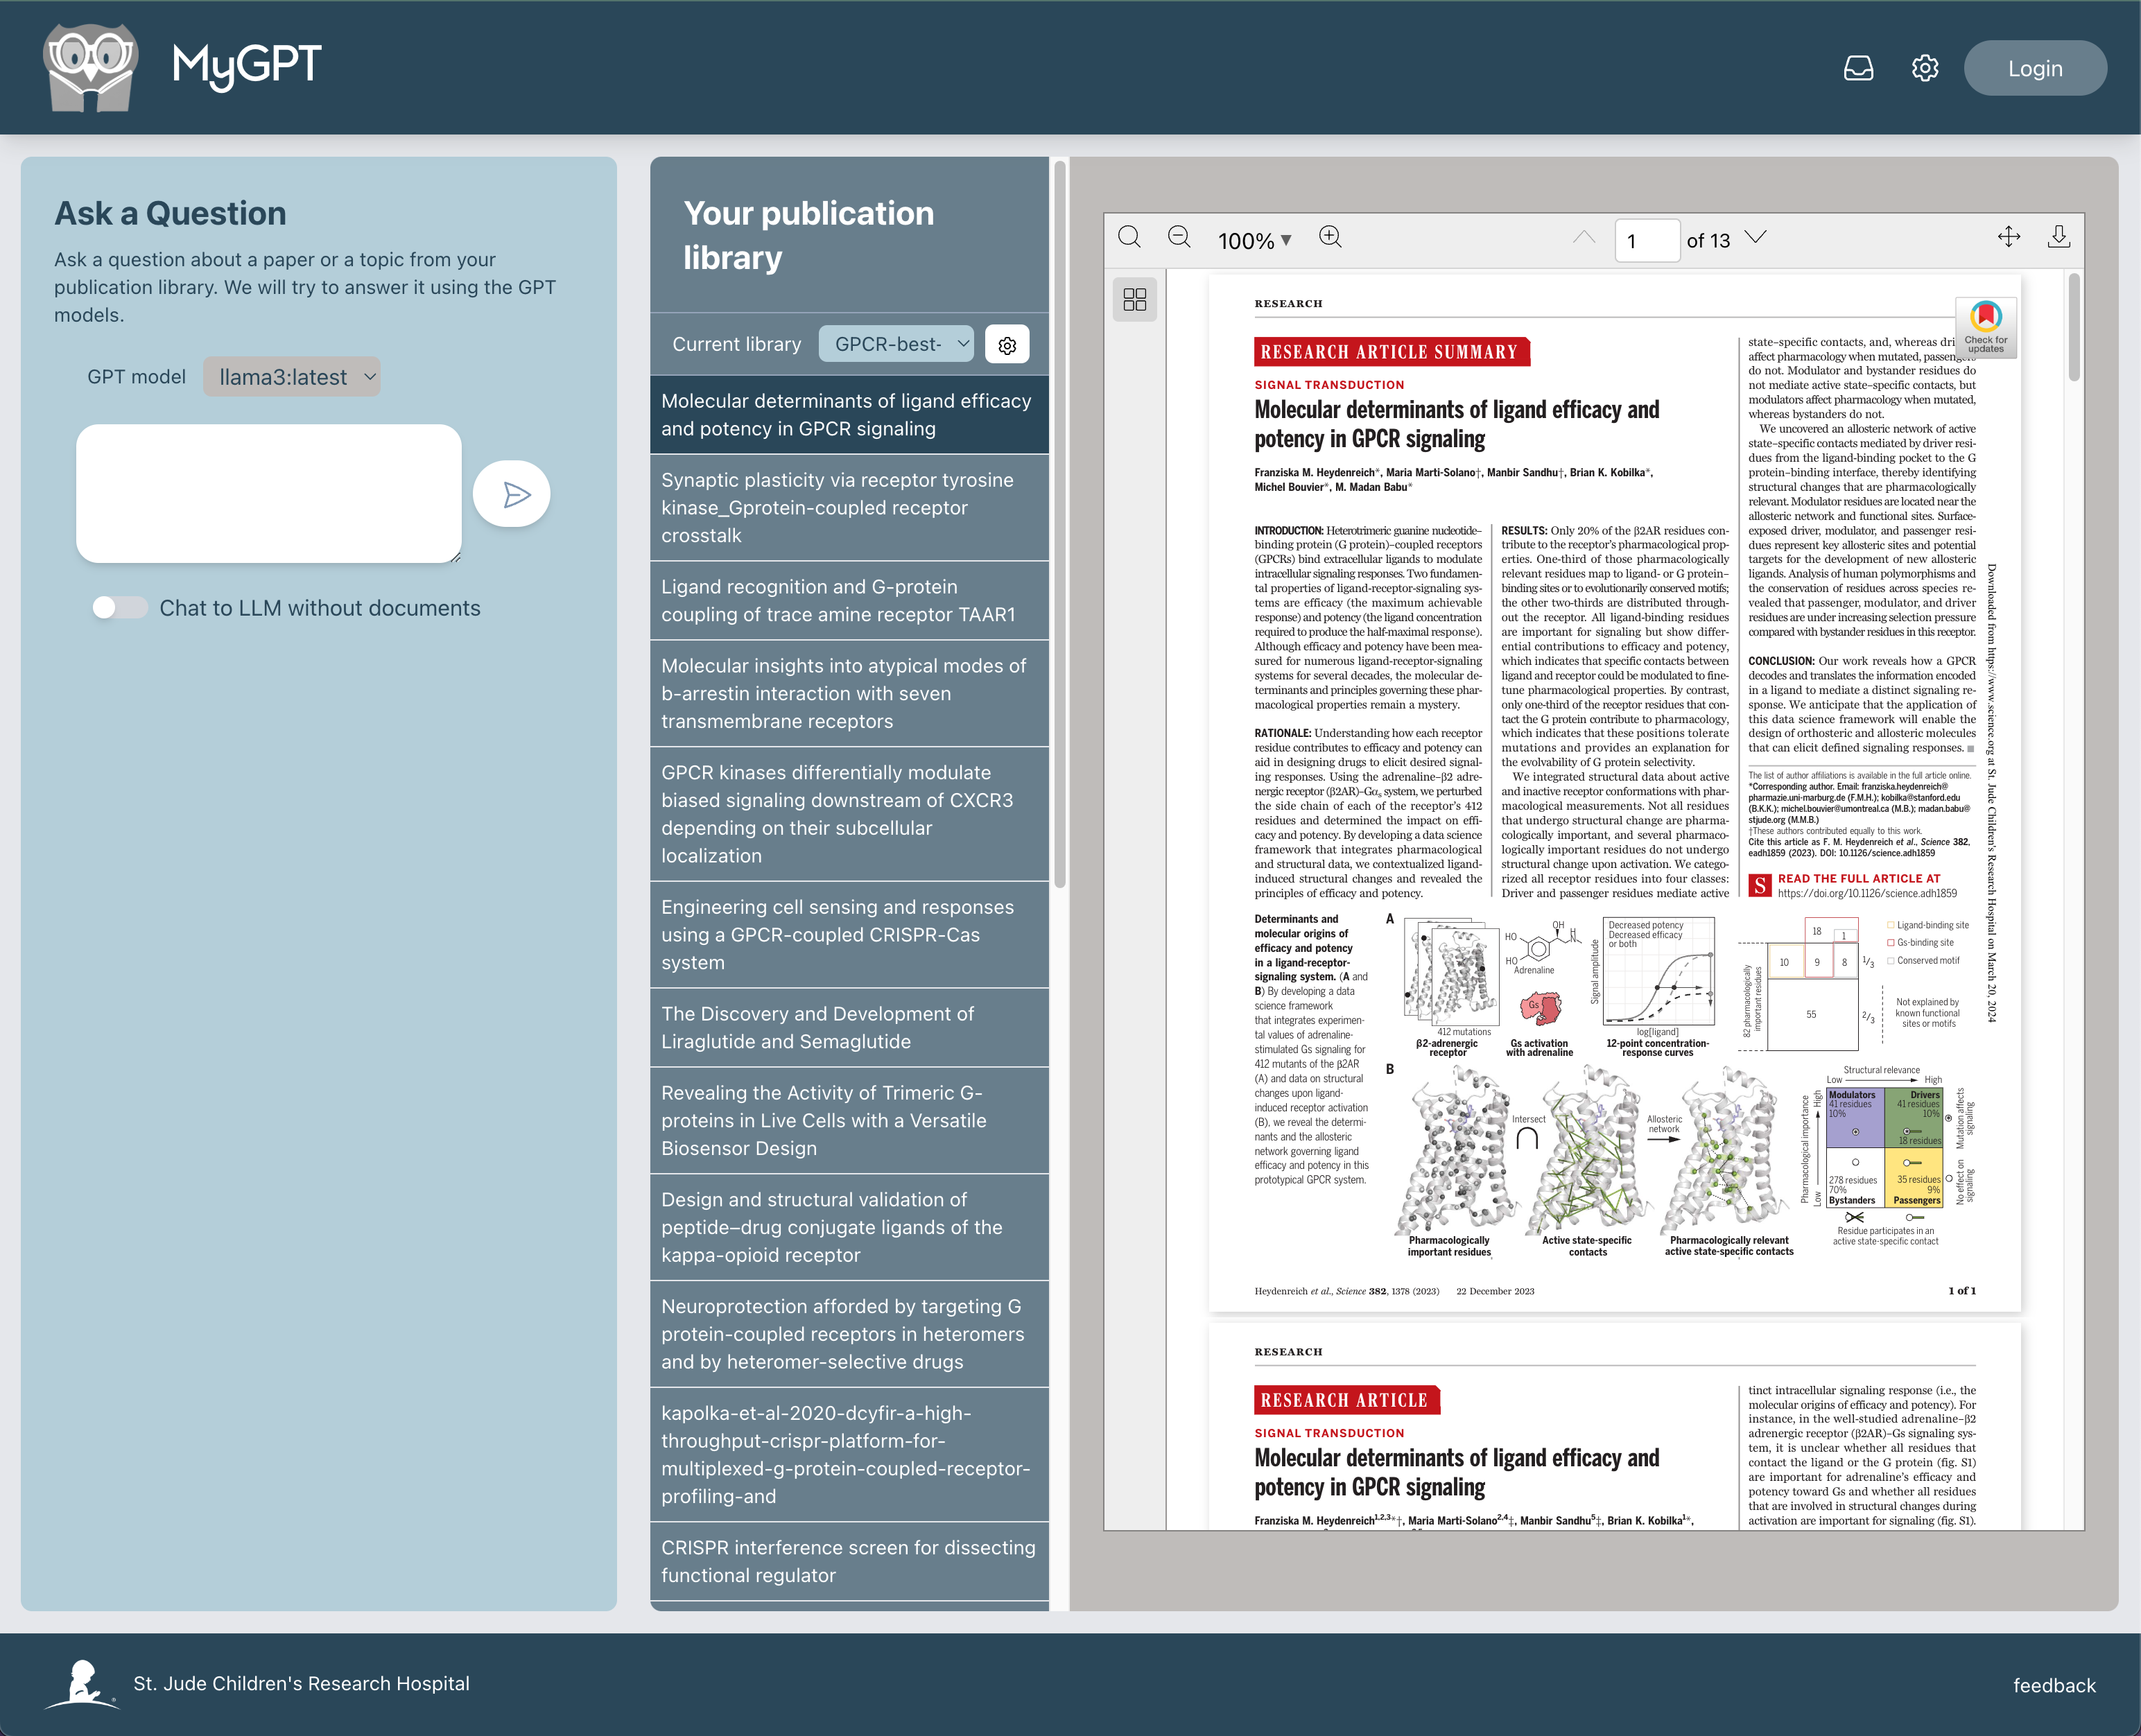 MyGPT
Login
Ask a Question
Ask a question about a paper or a topic from your
publication library. We will try to answer it using the GPT
models.
GPT model
llama3:latest
Chat to LLM without documents
Your publication
library
Current library
GPCR-best-
Molecular determinants of ligand efficacy
and potency in GPCR signaling
Synaptic plasticity via receptor tyrosine
kinase_Gprotein-coupled receptor
crosstalk
Ligand recognition and G-protein
coupling of trace amine receptor TAAR1
Molecular insights into atypical modes of
b-arrestin interaction with seven
transmembrane receptors
GPCR kinases differentially modulate
biased signaling downstream of CXCR3
depending on their subcellular
localization
Engineering cell sensing and responses
using a GPCR-coupled CRISPR-Cas
system
The Discovery and Development of
Liraglutide and Semaglutide
Revealing the Activity of Trimeric G-
proteins in Live Cells with a Versatile
Biosensor Design
Design and structural validation of
peptide–drug conjugate ligands of the
kappa-opioid receptor
Neuroprotection afforded by targeting G
protein-coupled receptors in heteromers
and by heteromer-selective drugs
kapolka-et-al-2020-dcyfir-a-high-
throughput-crispr-platform-for-
multiplexed-g-protein-coupled-receptor-
profiling-and
CRISPR interference screen for dissecting
functional regulator
100%
1
of 13
RESEARCH
Check for
updates
RESEARCH ARTICLE SUMMARY
SIGNAL TRANSDUCTION
Molecular determinants of ligand efficacy and
potency in GPCR signaling
Franziska M. Heydenreich*, Maria Marti-Solano†, Manbir Sandhu†, Brian K. Kobilka*,
Michel Bouvier*, M. Madan Babu*
INTRODUCTION: Heterotrimeric guanine nucleotide–
binding protein (G protein)–coupled receptors
(GPCRs) bind extracellular ligands to modulate
intracellular signaling responses. Two fundamen-
tal properties of ligand-receptor-signaling sys-
tems are efficacy (the maximum achievable
response) and potency (the ligand concentration
required to produce the half-maximal response).
Although efficacy and potency have been mea-
sured for numerous ligand-receptor-signaling
systems for several decades, the molecular de-
terminants and principles governing these phar-
macological properties remain a mystery.
RATIONALE: Understanding how each receptor
residue contributes to efficacy and potency can
aid in designing drugs to elicit desired signal-
ing responses. Using the adrenaline–β2 adre-
nergic receptor (β2AR)–Gαs system, we perturbed
the side chain of each of the receptor's 412
residues and determined the impact on effi-
cacy and potency. By developing a data science
framework that integrates pharmacological
and structural data, we contextualized ligand-
induced structural changes and revealed the
principles of efficacy and potency.
RESULTS: Only 20% of the β2AR residues con-
tribute to the receptor's pharmacological prop-
erties. One-third of those pharmacologically
relevant residues map to ligand- or G protein–
binding sites or to evolutionarily conserved motifs;
the other two-thirds are distributed through-
out the receptor. All ligand-binding residues
are important for signaling but show differ-
ential contributions to efficacy and potency,
which indicates that specific contacts between
ligand and receptor could be modulated to fine-
tune pharmacological properties. By contrast,
only one-third of the receptor residues that con-
tact the G protein contribute to pharmacology,
which indicates that these positions tolerate
mutations and provides an explanation for
the evolvability of G protein selectivity.
We integrated structural data about active
and inactive receptor conformations with phar-
macological measurements. Not all residues
that undergo structural change are pharma-
cologically important, and several pharmaco-
logically important residues do not undergo
structural change upon activation. We catego-
rized all receptor residues into four classes:
Driver and passenger residues mediate active
state–specific contacts, and, whereas dri
affect pharmacology when mutated, passengers
do not. Modulator and bystander residues do
not mediate active state–specific contacts, but
modulators affect pharmacology when mutated,
whereas bystanders do not.
We uncovered an allosteric network of active
state–specific contacts mediated by driver resi-
dues from the ligand-binding pocket to the G
protein–binding interface, thereby identifying
structural changes that are pharmacologically
relevant. Modulator residues are located near the
allosteric network and functional sites. Surface-
exposed driver, modulator, and passenger resi-
dues represent key allosteric sites and potential
targets for the development of new allosteric
ligands. Analysis of human polymorphisms and
the conservation of residues across species re-
vealed that passenger, modulator, and driver
residues are under increasing selection pressure
compared with bystander residues in this receptor.
CONCLUSION: Our work reveals how a GPCR
decodes and translates the information encoded
in a ligand to mediate a distinct signaling re-
sponse. We anticipate that the application of
this data science framework will enable the
design of orthosteric and allosteric molecules
that can elicit defined signaling responses.
The list of author affiliations is available in the full article online.
*Corresponding author. Email: franziska.heydenreich@
pharmazie.uni-marburg.de (F.M.H.); kobilka@stanford.edu
(B.K.K.); michel.bouvier@umontreal.ca (M.B.); madan.babu@
stjude.org (M.M.B.)
†These authors contributed equally to this work.
Cite this article as F. M. Heydenreich et al., Science 382,
eadh1859 (2023). DOI: 10.1126/science.adh1859
S READ THE FULL ARTICLE AT
https://doi.org/10.1126/science.adh1859
Downloaded from https://www.science.org at St. Jude Children's Research Hospital on March 20, 2024
Determinants and
molecular origins of
efficacy and potency
in a ligand-receptor-
signaling system. (A and
B) By developing a data
science framework
that integrates experimen-
tal values of adrenaline-
stimulated Gs signaling for
412 mutants of the β2AR
(A) and data on structural
changes upon ligand-
induced receptor activation
(B), we reveal the determi-
nants and the allosteric
network governing ligand
efficacy and potency in this
prototypical GPCR system.
A
412 mutations
β2-adrenergic
receptor
HO
OH
H
N
HO
Adrenaline
Gs
Gs activation
with adrenaline
Decreased potency
Decreased efficacy
or both
Signal amplitude
log[ligand]
12-point concentration-
response curves
82 pharmacologically
important residues
18
1
10
9
8
1/3
55
2/3
Ligand-binding site
Gs-binding site
Conserved motif
Not explained by
known functional
sites or motifs
B
Pharmacologically
important residues
Intersect
Active state-specific
contacts
Allosteric
network
Pharmacologically relevant
active state-specific contacts
Structural relevance
Low
High
Pharmacological importance
Low
High
Modulators
41 residues
10%
Drivers
41 residues
10%
18 residues
278 residues
70%
Bystanders
35 residues
9%
Passengers
Mutation affects
signaling
No effect on
signaling
Residue participates in an
active state-specific contact
Heydenreich et al., Science 382, 1378 (2023) 22 December 2023
1 of 1
RESEARCH
RESEARCH ARTICLE
SIGNAL TRANSDUCTION
Molecular determinants of ligand efficacy and
potency in GPCR signaling
Franziska M. Heydenreich1,2,3*†, Maria Marti-Solano2,4‡, Manbir Sandhu5‡, Brian K. Kobilka1*,
tinct intracellular signaling response (i.e., the
molecular origins of efficacy and potency). For
instance, in the well-studied adrenaline–β2
adrenergic receptor (β2AR)–Gs signaling sys-
tem, it is unclear whether all residues that
contact the ligand or the G protein (fig. S1)
are important for adrenaline's efficacy and
potency toward Gs and whether all residues
that are involved in structural changes during
activation are important for signaling (fig. S1).
St. Jude Children's Research Hospital
feedback